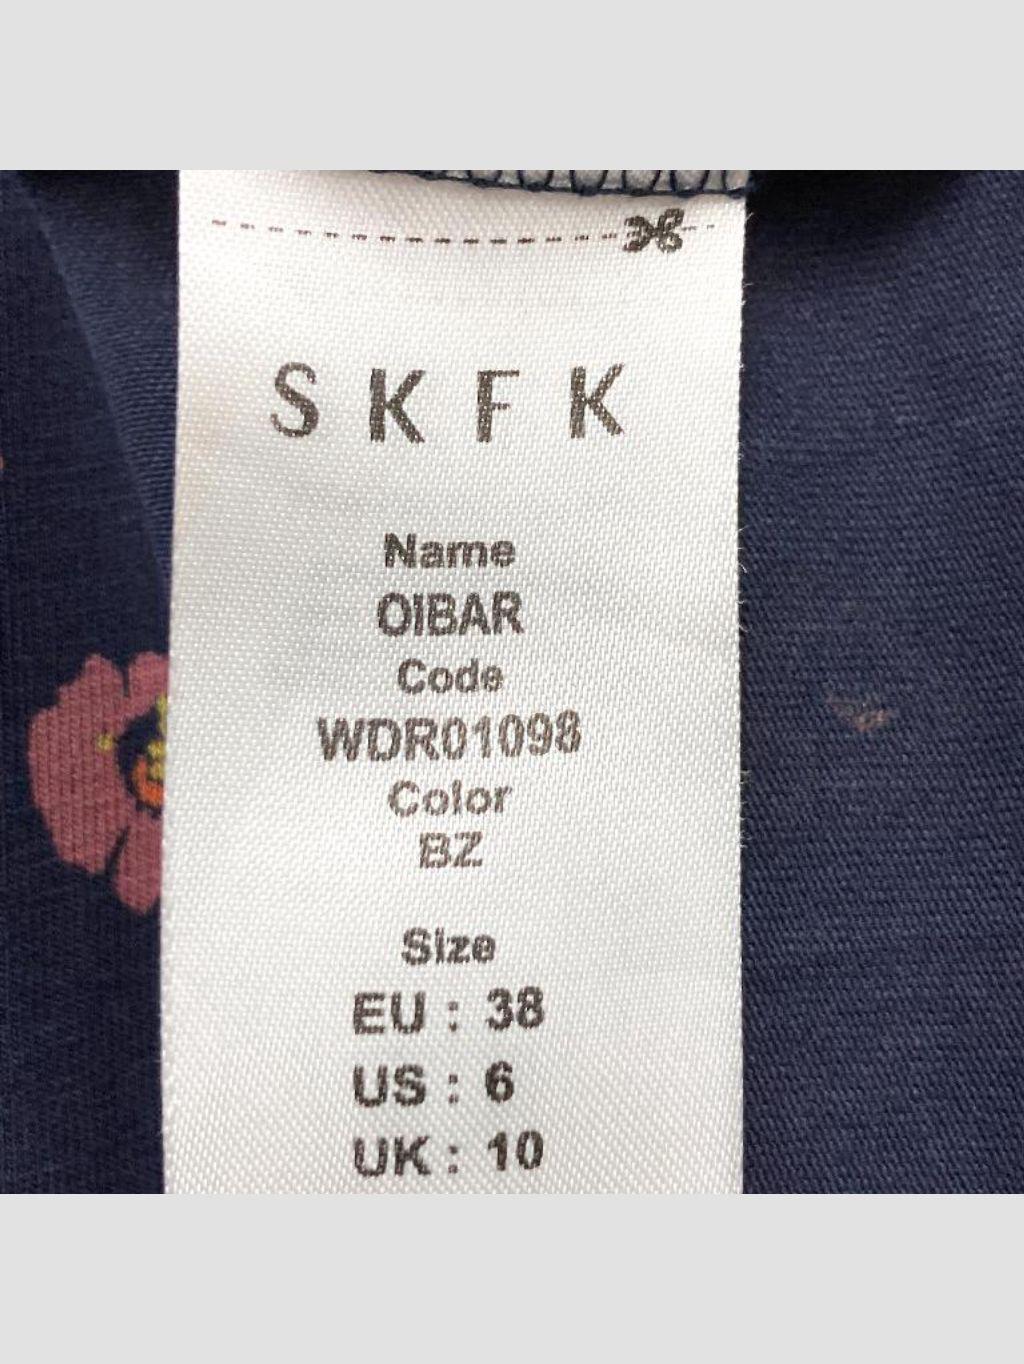 SKFK
Name
OIBAR
Code
WDR01098
Color
BZ
Size
EU : 38
US : 6
UK : 10